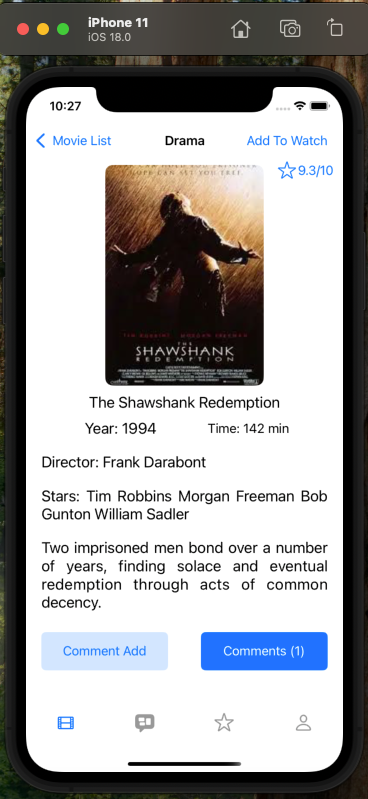 iPhone 11
iOS 18.0
10:27
Movie List
Drama
Add To Watch
9.3/10
TIM ROBBINS MORGAN FREEMAN
THE
SHAWSHANK
REDEMPTION
The Shawshank Redemption
Year: 1994
Time: 142 min
Director: Frank Darabont
Stars: Tim Robbins Morgan Freeman Bob
Gunton William Sadler
Two imprisoned men bond over a number
of years, finding solace and eventual
redemption through acts of common
decency.
Comment Add
Comments (1)